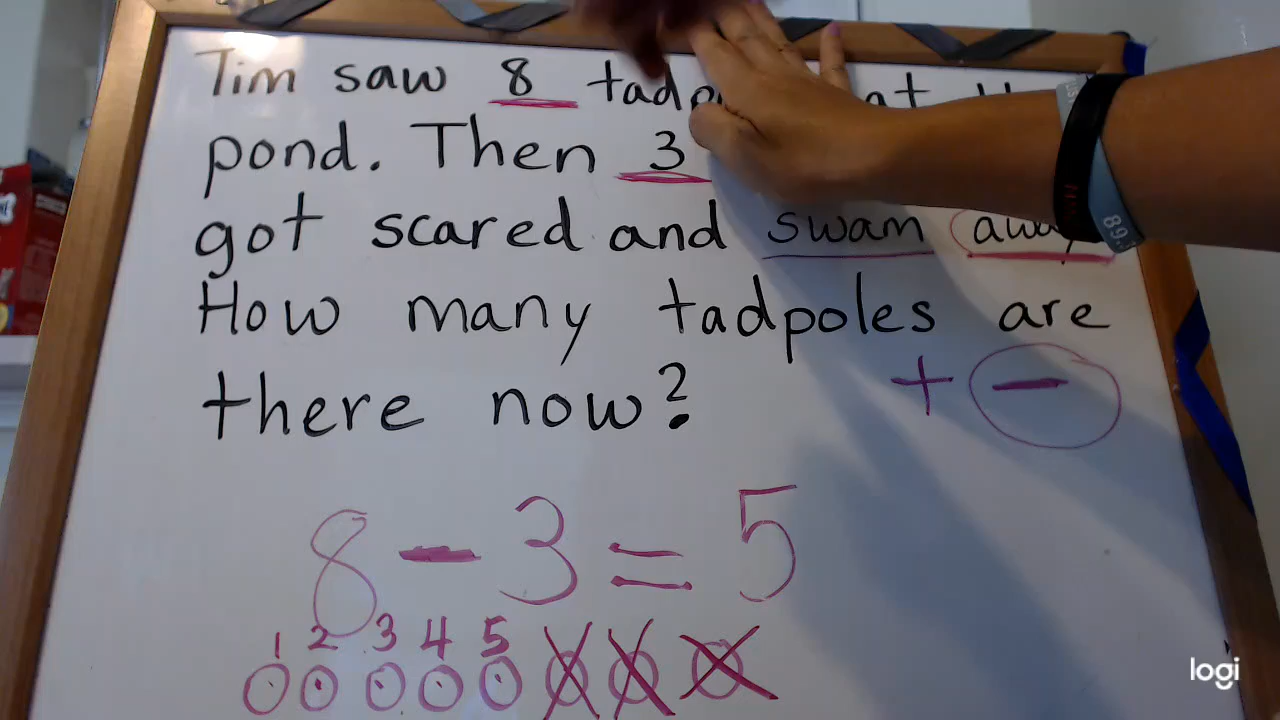 Tim saw 8
pond. Then 3
got scared and swam away
How many tadpoles are
there now?
+ −
8 − 3 = 5
1 2 3 4 5
logi